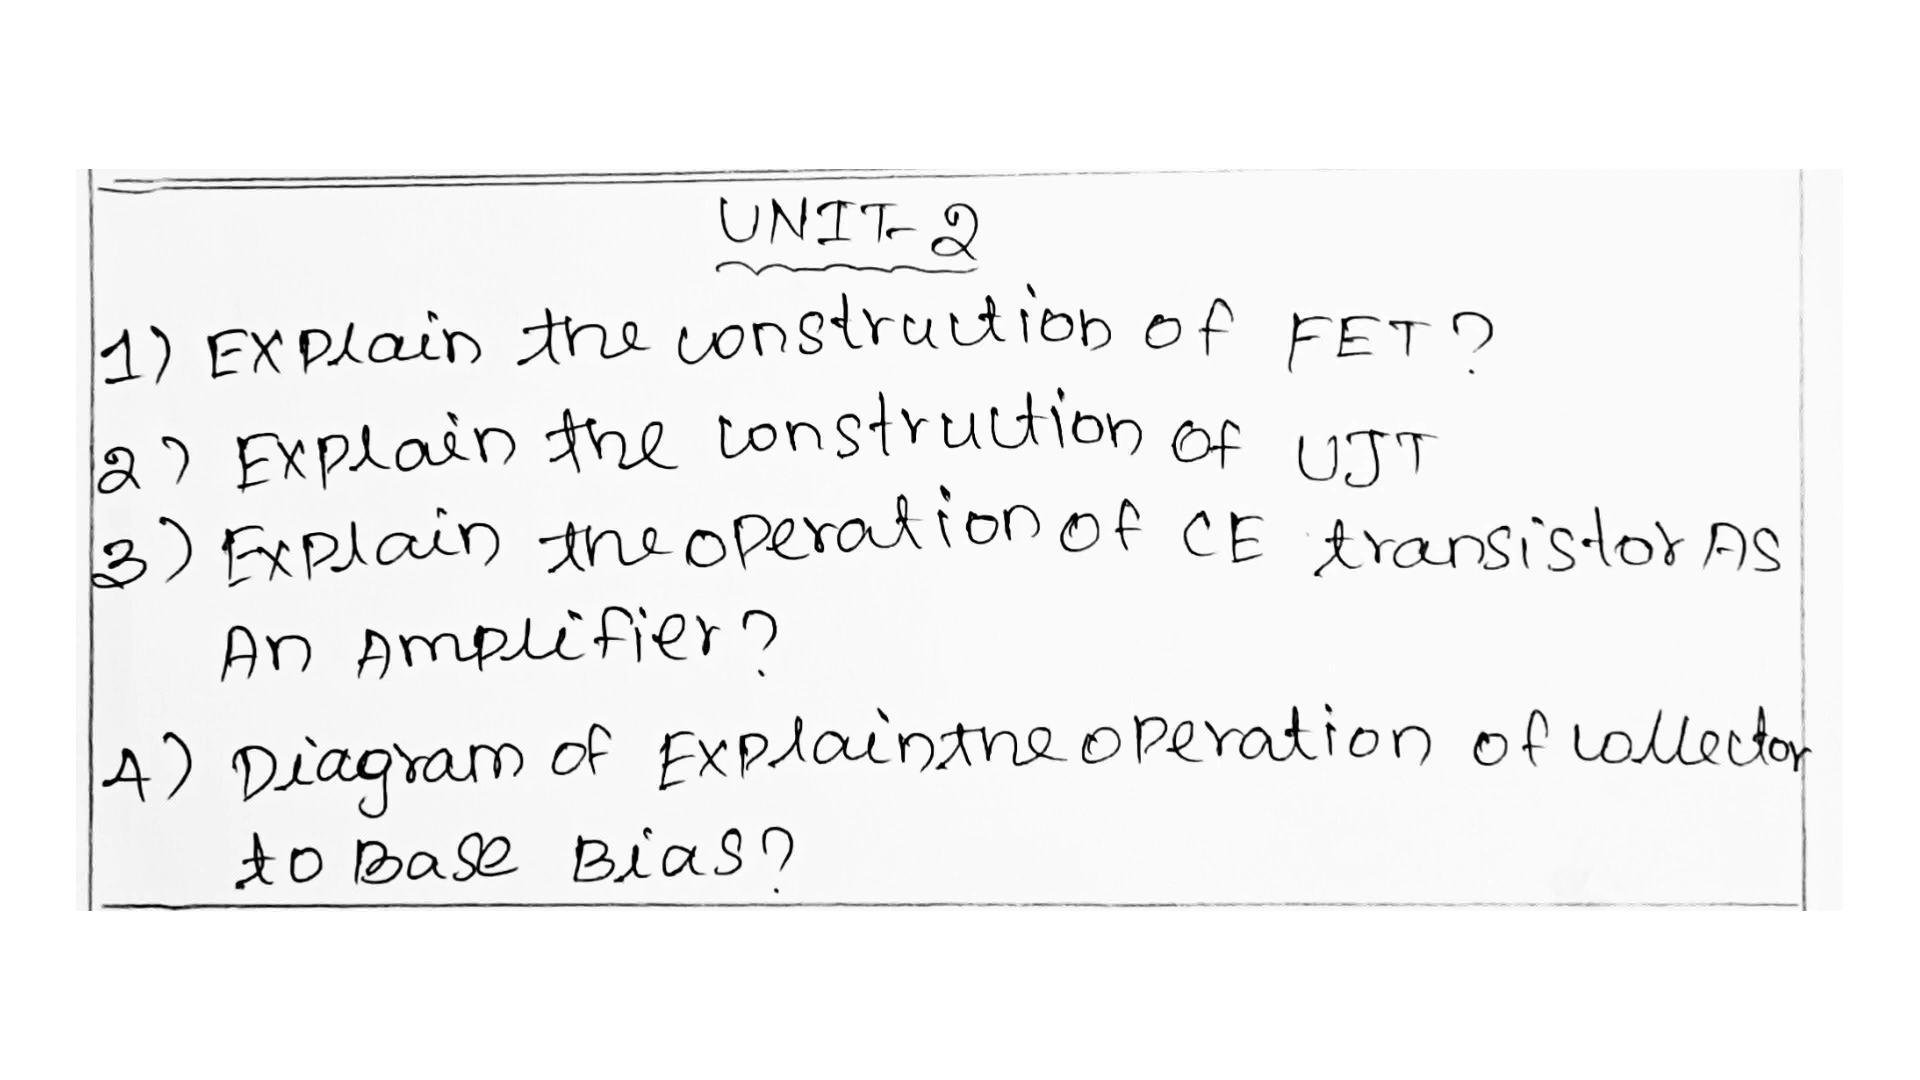 UNIT-2
1) Explain the construction of FET?
2) Explain the construction of UJT
3) Explain the operation of CE transistor As
An Amplifier?
4) Diagram of Explain the operation of collector
to Base Bias?